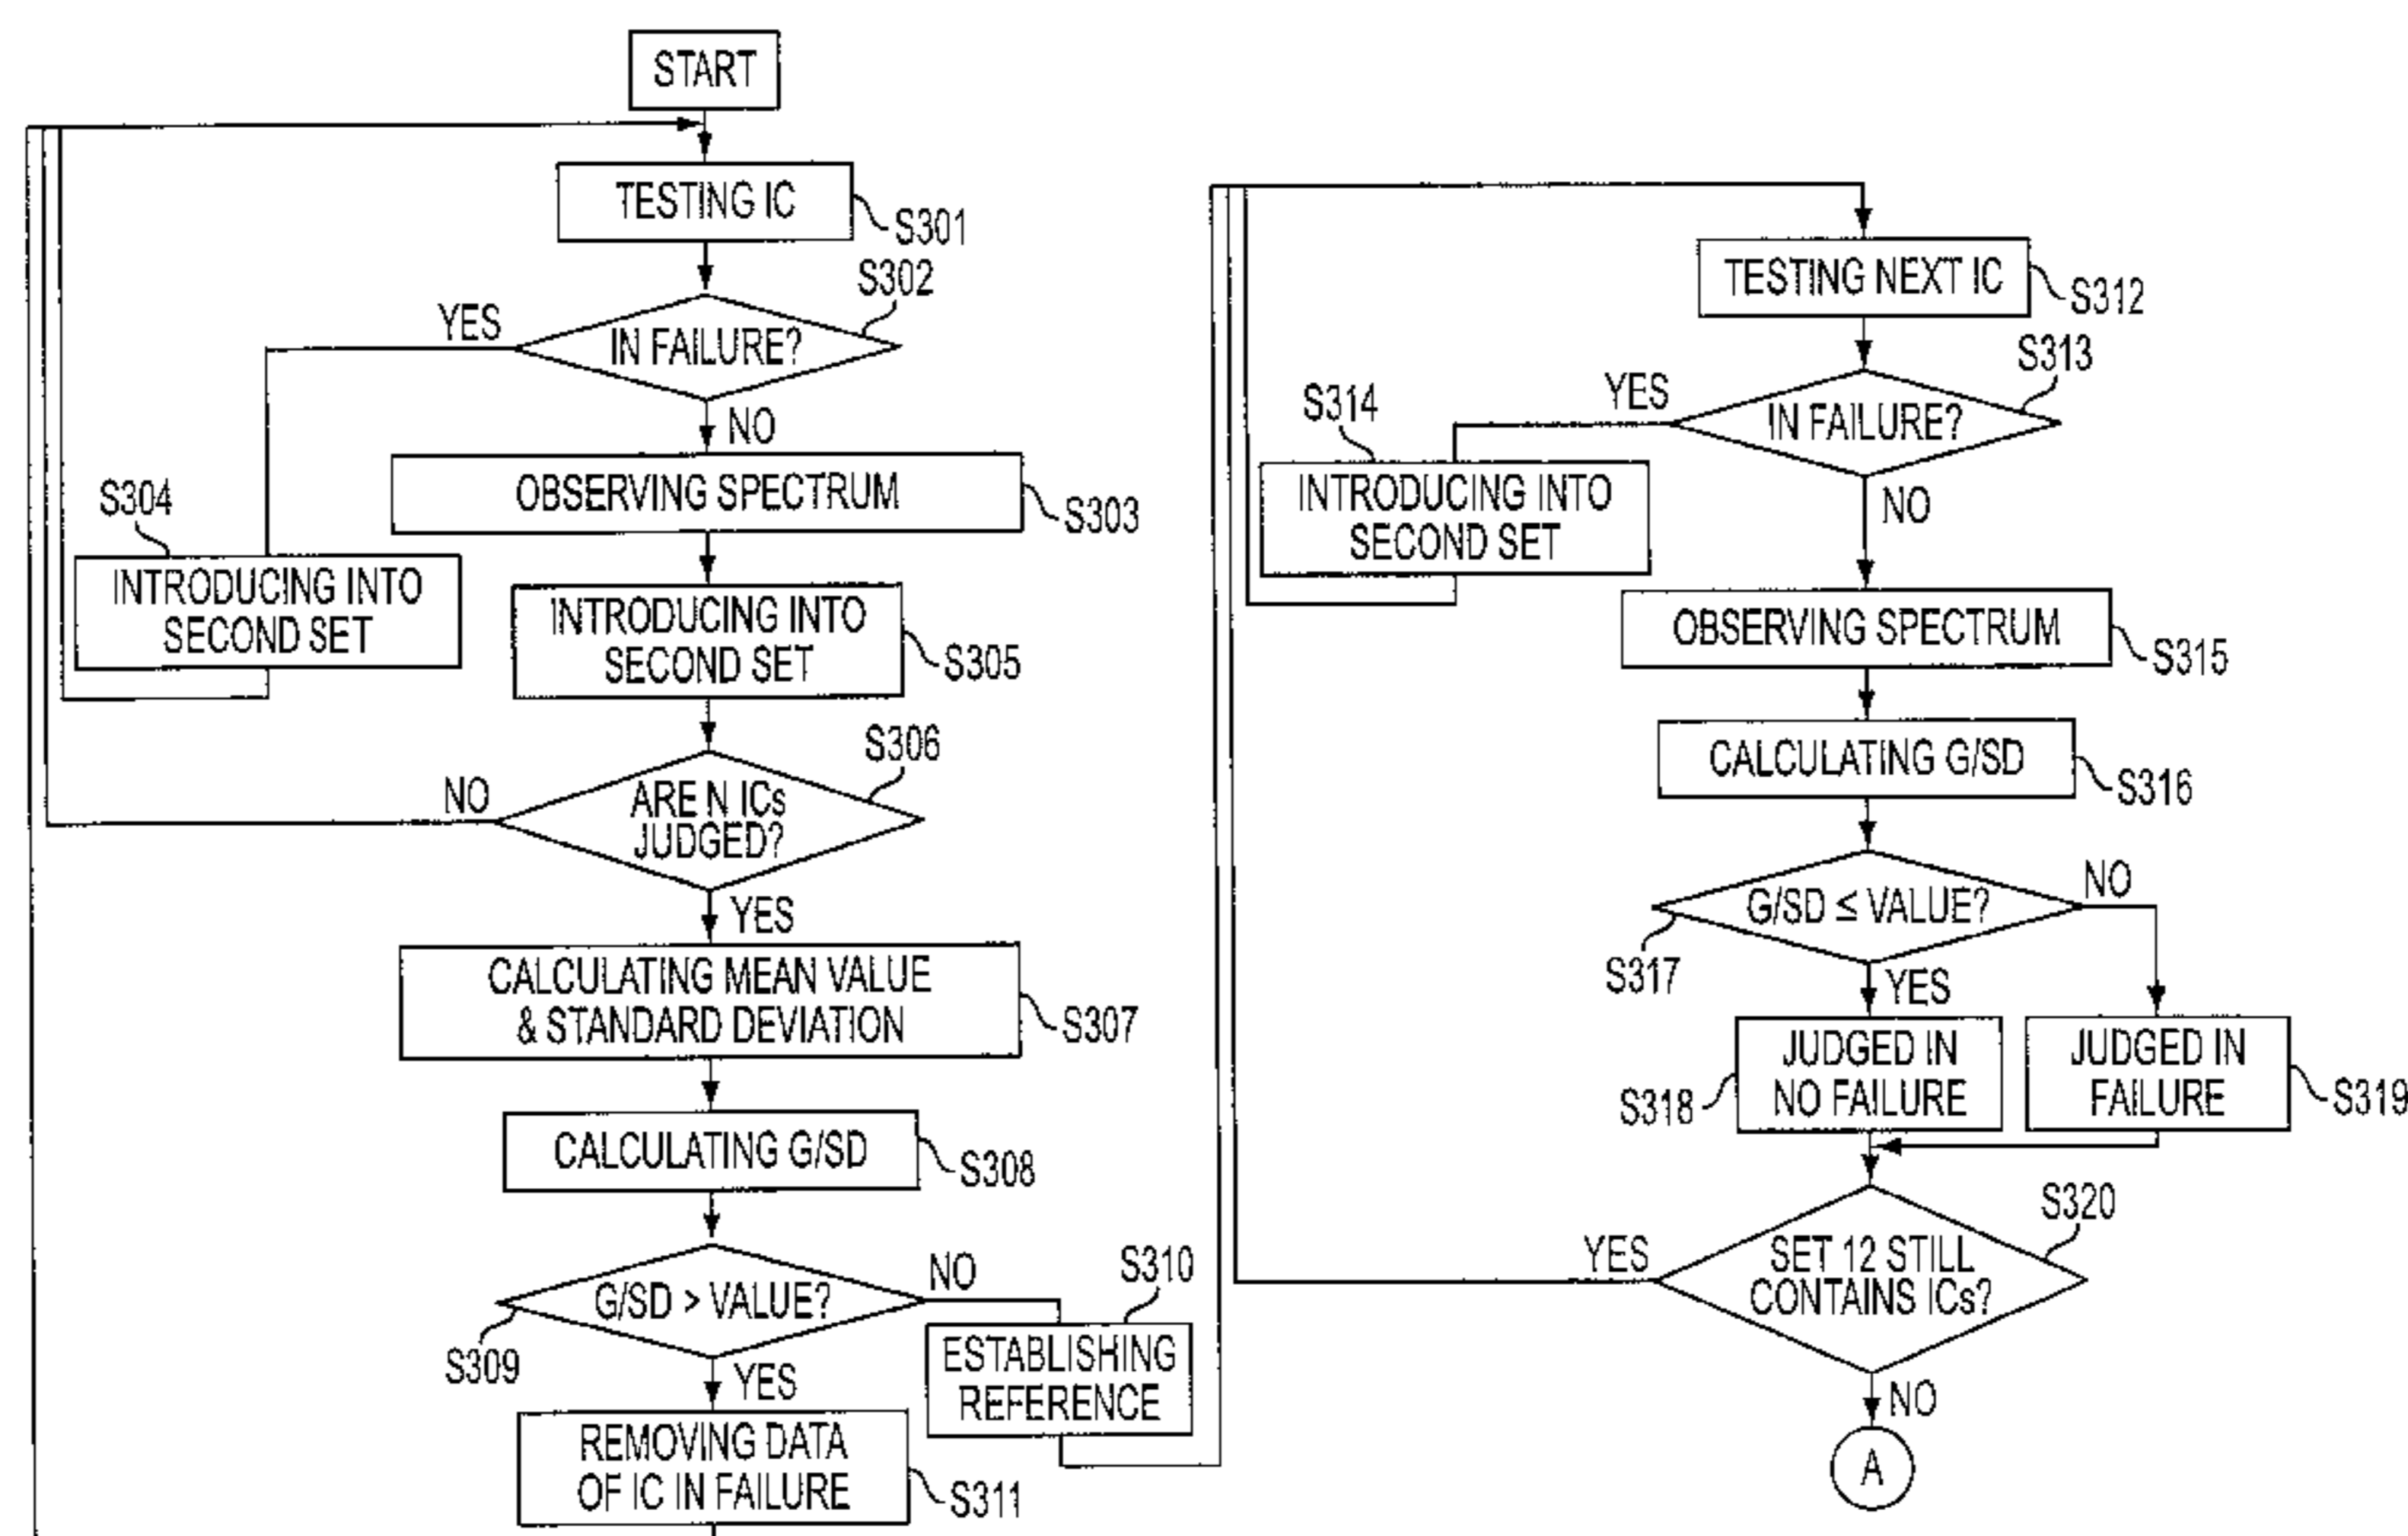 START
TESTING IC
S301
S302
YES
IN FAILURE?
NO
OBSERVING SPECTRUM
S303
S304
INTRODUCING INTO
SECOND SET
INTRODUCING INTO
SECOND SET
S305
S306
NO
ARE N ICs
JUDGED?
YES
CALCULATING MEAN VALUE
& STANDARD DEVIATION
S307
CALCULATING G/SD
S308
G/SD > VALUE?
NO
S309
S310
ESTABLISHING
REFERENCE
YES
REMOVING DATA
OF IC IN FAILURE
S311
TESTING NEXT IC
S312
S313
YES
IN FAILURE?
S314
INTRODUCING INTO
SECOND SET
NO
OBSERVING SPECTRUM
S315
CALCULATING G/SD
S316
G/SD ≤ VALUE?
NO
S317
YES
JUDGED IN
NO FAILURE
S318
JUDGED IN
FAILURE
S319
S320
YES
SET 12 STILL
CONTAINS ICs?
NO
A